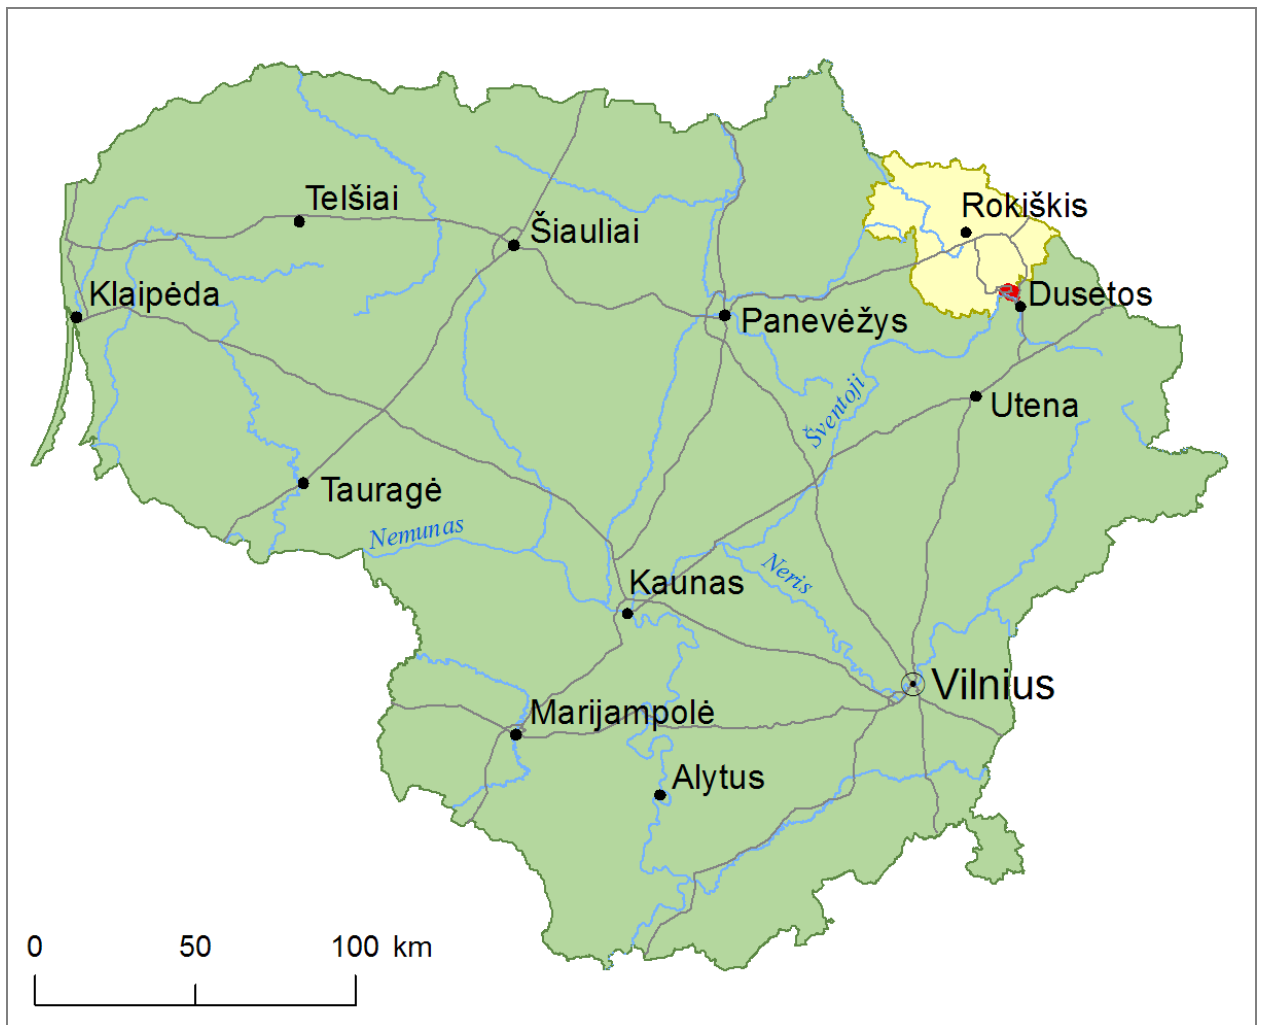 Telšiai
Rokiškis
Šiauliai
Klaipėda
Dusetos
Panevėžys
Šventoji
Utena
Tauragė
Nemunas
Neris
Kaunas
Vilnius
Marijampolė
Alytus
0 50 100 km